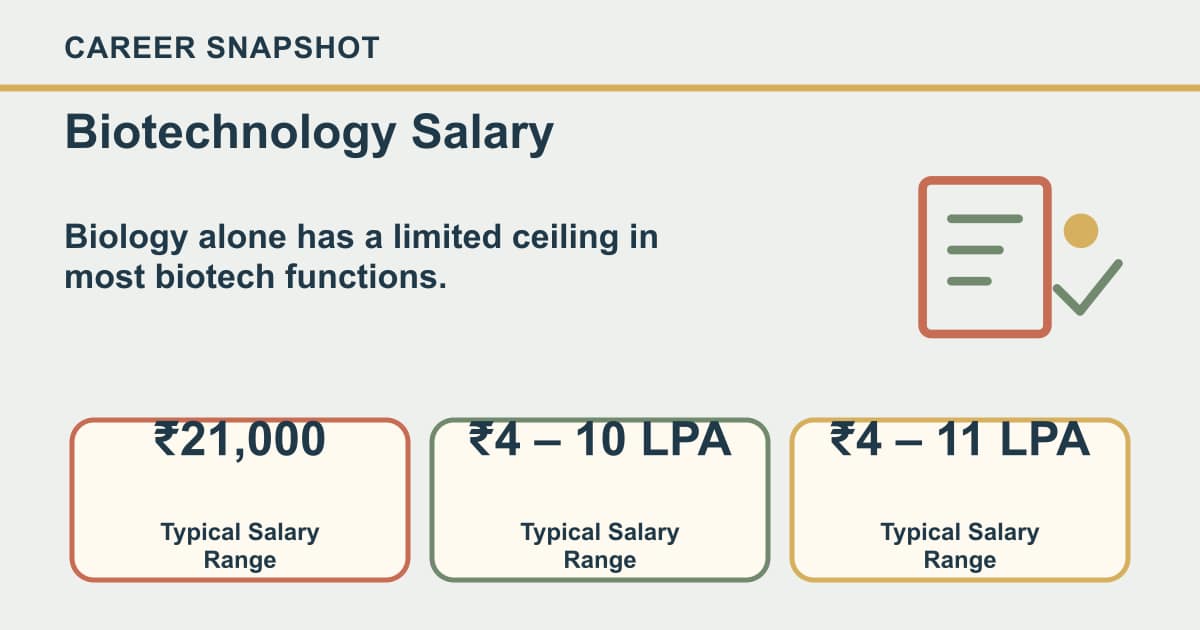 CAREER SNAPSHOT
Biotechnology Salary
Biology alone has a limited ceiling in
most biotech functions.
₹21,000
Typical Salary
Range
₹4 – 10 LPA
Typical Salary
Range
₹4 – 11 LPA
Typical Salary
Range